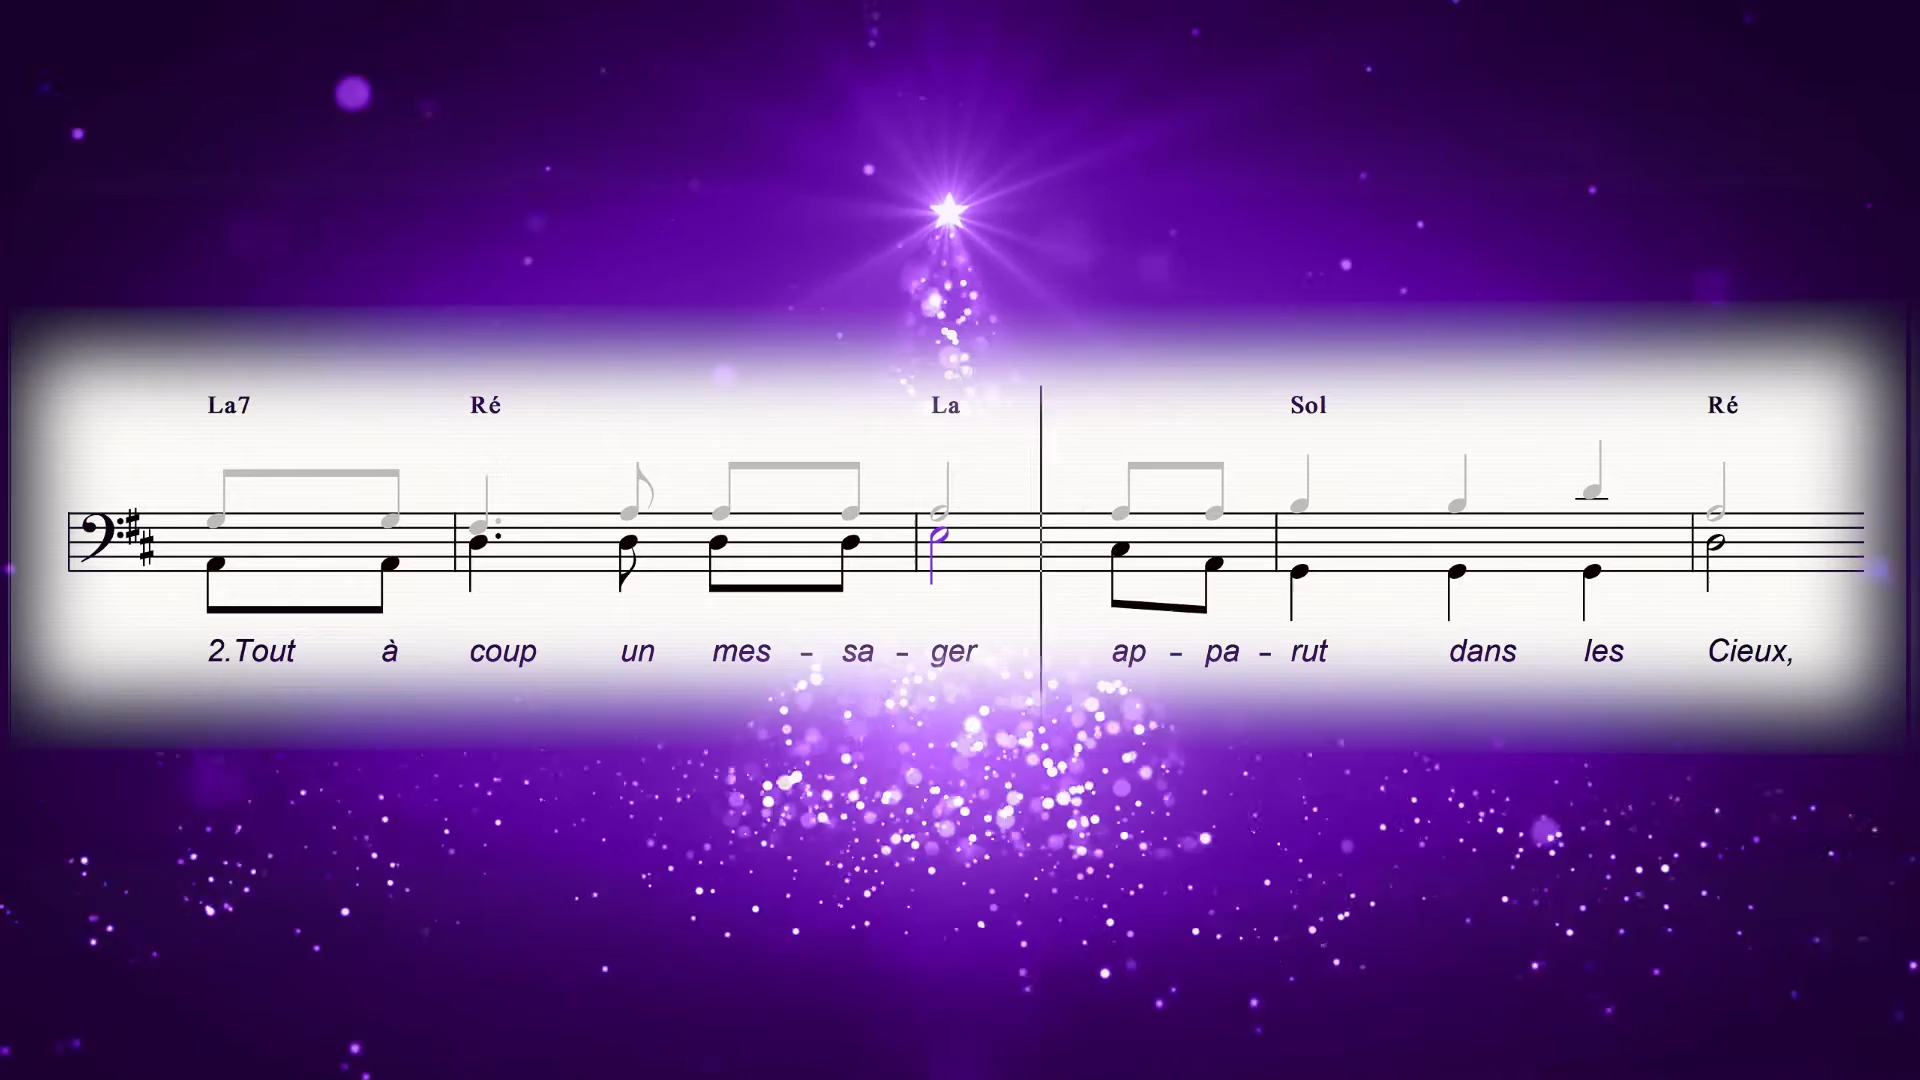 La7 Ré La Sol Ré
2.Tout à coup un mes - sa - ger ap - pa - rut dans les Cieux,